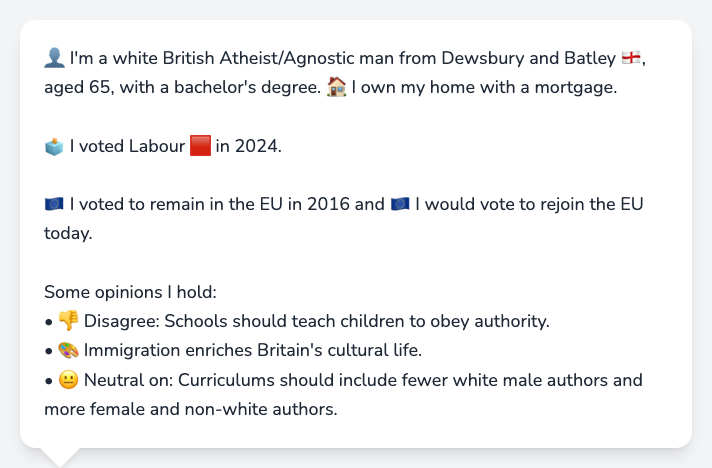 👤 I'm a white British Atheist/Agnostic man from Dewsbury and Batley 🏴󠁧󠁢󠁥󠁮󠁧󠁿,
aged 65, with a bachelor's degree. 🏠 I own my home with a mortgage.
🗳️ I voted Labour 🟥 in 2024.
🇪🇺 I voted to remain in the EU in 2016 and 🇪🇺 I would vote to rejoin the EU
today.
Some opinions I hold:
• 👎 Disagree: Schools should teach children to obey authority.
• 🎨 Immigration enriches Britain's cultural life.
• 😐 Neutral on: Curriculums should include fewer white male authors and
more female and non-white authors.